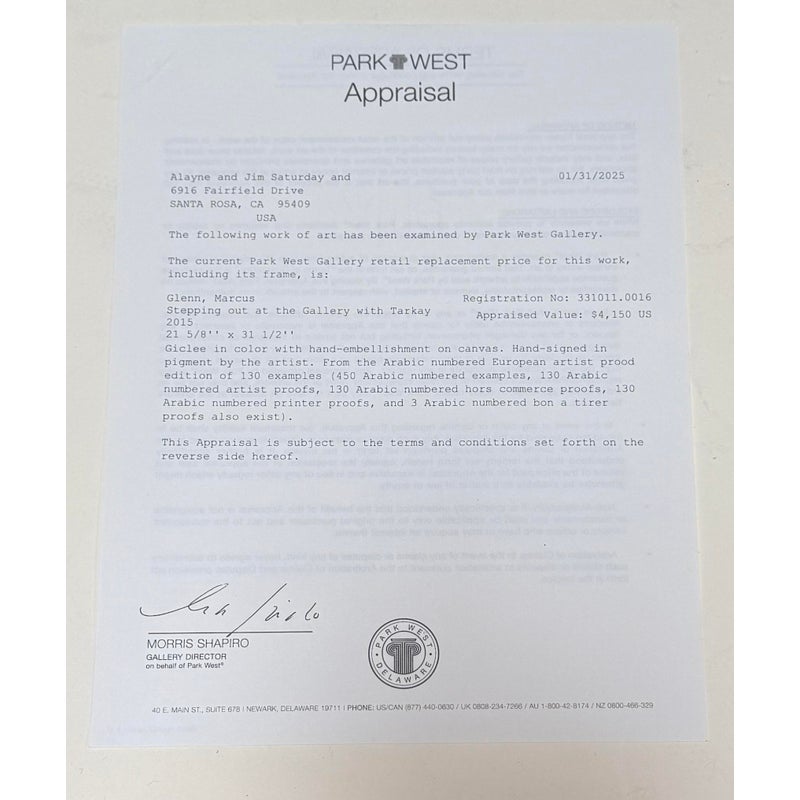 PARK WEST
Appraisal
Alayne and Jim Saturday and
01/31/2025
6916 Fairfield Drive
SANTA ROSA, CA 95409
USA
The following work of art has been examined by Park West Gallery.
The current Park West Gallery retail replacement price for this work,
including its frame, is:
Glenn, Marcus
Registration No: 331011.0016
Stepping out at the Gallery with Tarkay
Appraised Value: $4,150 US
2015
21 5/8'' x 31 1/2''
Giclee in color with hand-embellishment on canvas. Hand-signed in
pigment by the artist. From the Arabic numbered European artist prood
edition of 130 examples (450 Arabic numbered examples, 130 Arabic
numbered artist proofs, 130 Arabic numbered hors commerce proofs, 130
Arabic numbered printer proofs, and 3 Arabic numbered bon a tirer
proofs also exist).
This Appraisal is subject to the terms and conditions set forth on the
reverse side hereof.
MORRIS SHAPIRO
GALLERY DIRECTOR
on behalf of Park West®
PARK WEST
DELAWARE
40 E. MAIN ST., SUITE 678 | NEWARK, DELAWARE 19711 | PHONE: US/CAN (877) 440-0630 / UK 0808-234-7266 / AU 1-800-42-8174 / NZ 0800-466-329